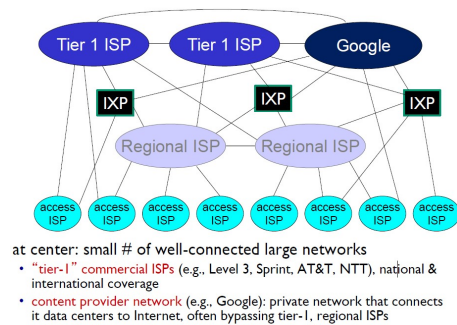 Tier 1 ISP Tier 1 ISP Google
IXP IXP IXP
Regional ISP Regional ISP
access ISP access ISP access ISP access ISP access ISP access ISP access ISP access ISP
at center: small # of well-connected large networks
• “tier-1” commercial ISPs (e.g., Level 3, Sprint, AT&T, NTT), national &
international coverage
• content provider network (e.g., Google): private network that connects
it data centers to Internet, often bypassing tier-1, regional ISPs